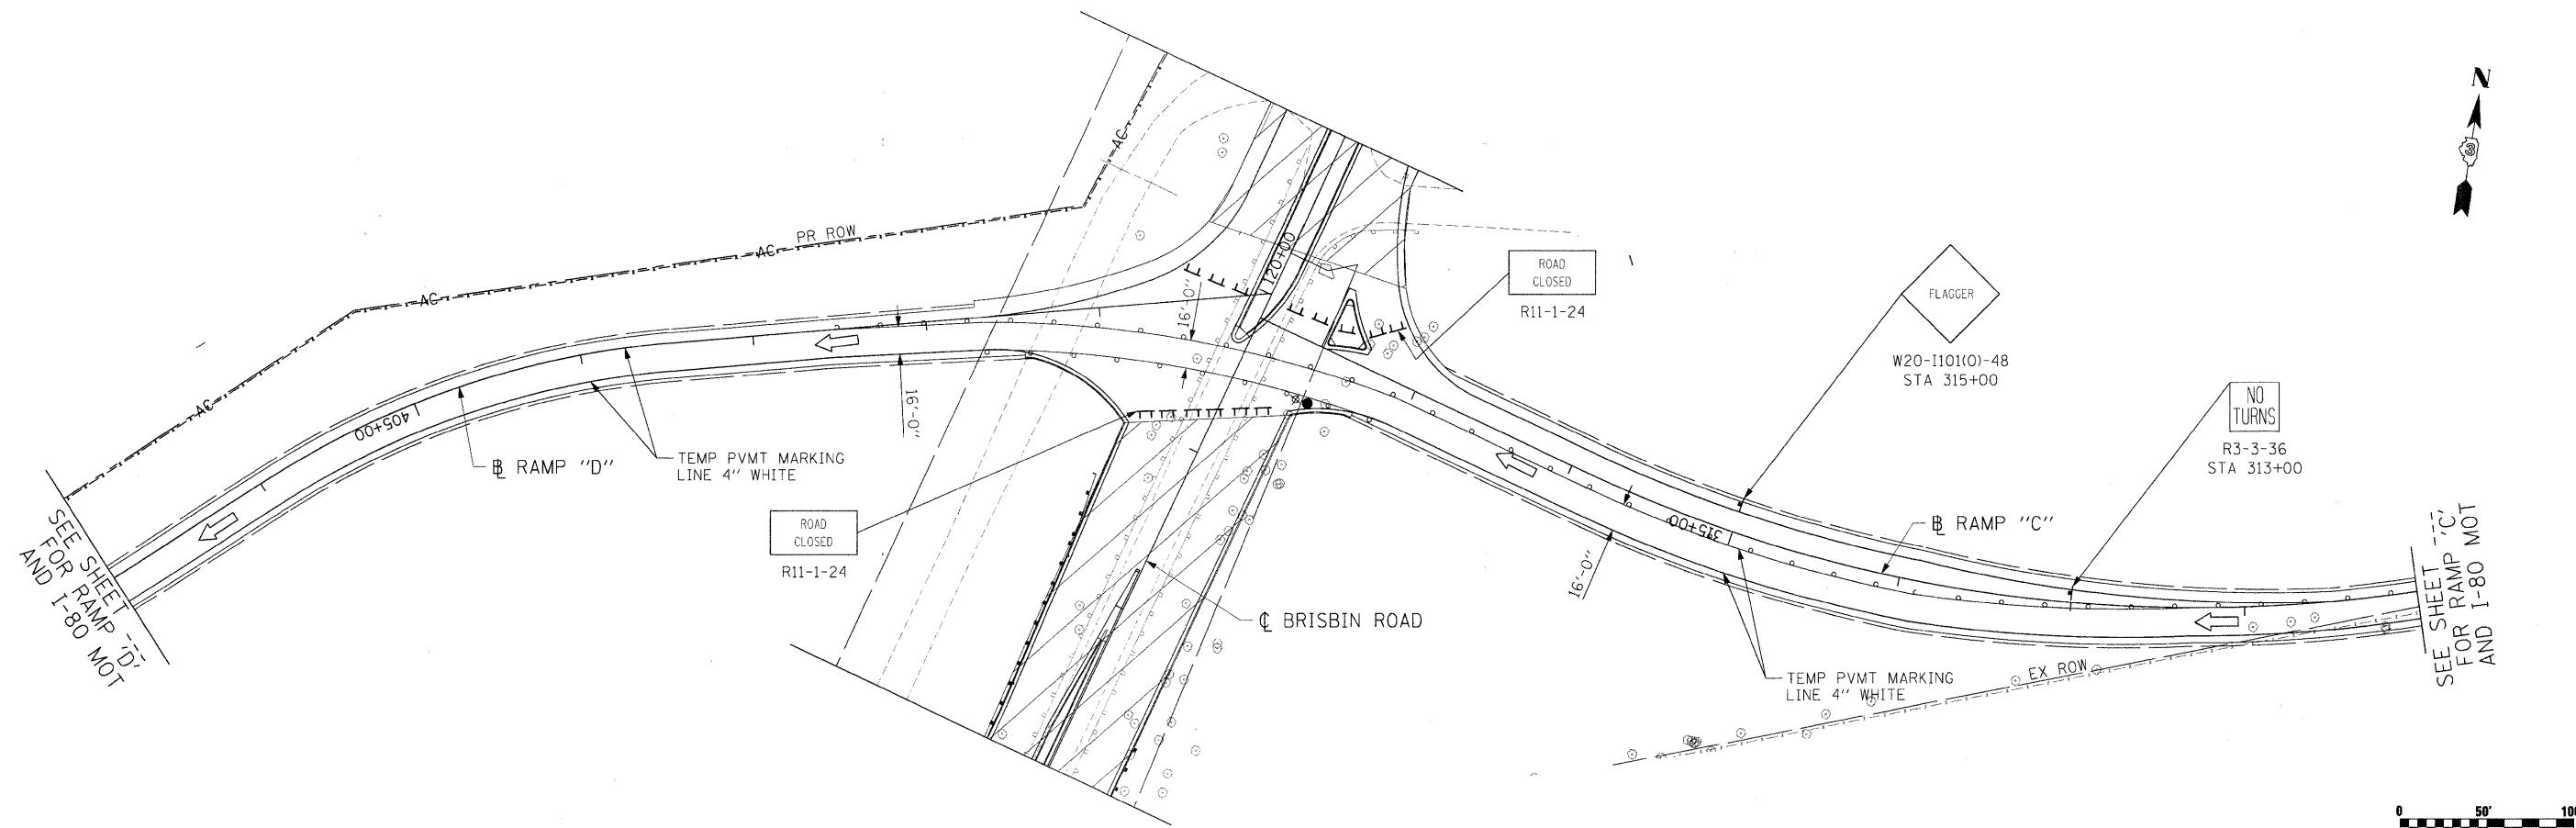 N
3
AC
PR ROW
AC
AC
AC
120+00
16'-0"
ROAD
CLOSED
R11-1-24
FLAGGER
W20-I101(O)-48
STA 315+00
NO
TURNS
R3-3-36
STA 313+00
16'-0"
405+00
℄ RAMP "D"
TEMP PVMT MARKING
LINE 4" WHITE
SEE SHEET ---
FOR RAMP 'D'
AND I-80 MOT
ROAD
CLOSED
R11-1-24
315+00
℄ RAMP "C"
16'-0"
℄ BRISBIN ROAD
TEMP PVMT MARKING
LINE 4" WHITE
EX ROW
SEE SHEET ---
FOR RAMP 'C'
AND I-80 MOT
0 50' 100